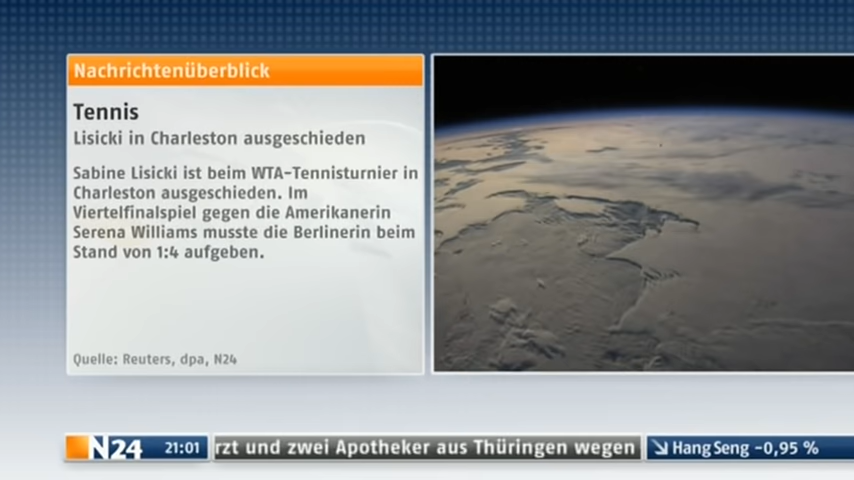 Nachrichtenüberblick
Tennis
Lisicki in Charleston ausgeschieden
Sabine Lisicki ist beim WTA-Tennisturnier in
Charleston ausgeschieden. Im
Viertelfinalspiel gegen die Amerikanerin
Serena Williams musste die Berlinerin beim
Stand von 1:4 aufgeben.
Quelle: Reuters, dpa, N24
N24 21:01 rzt und zwei Apotheker aus Thüringen wegen Hang Seng -0,95 %